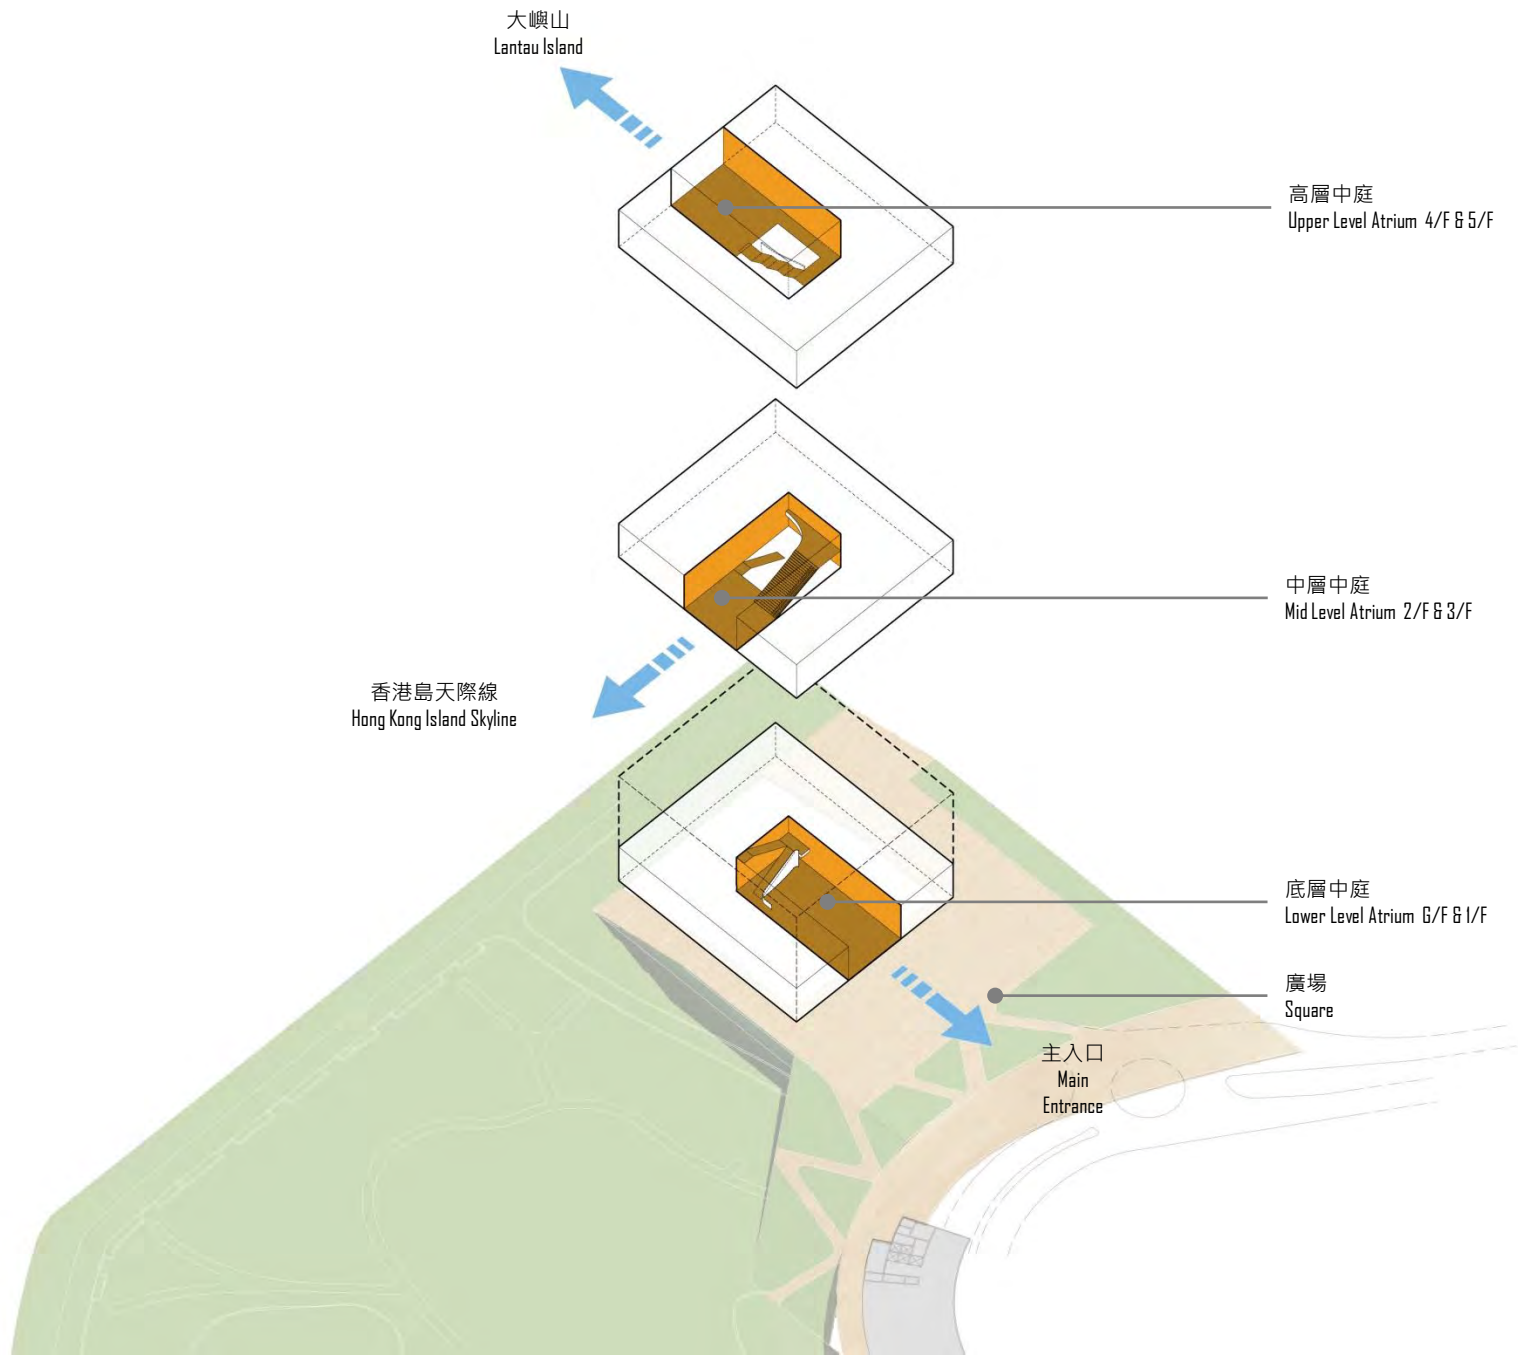 大嶼山
Lantau Island
高層中庭
Upper Level Atrium 4/F & 5/F
中層中庭
Mid Level Atrium 2/F & 3/F
香港島天際線
Hong Kong Island Skyline
底層中庭
Lower Level Atrium G/F & 1/F
廣場
Square
主入口
Main
Entrance